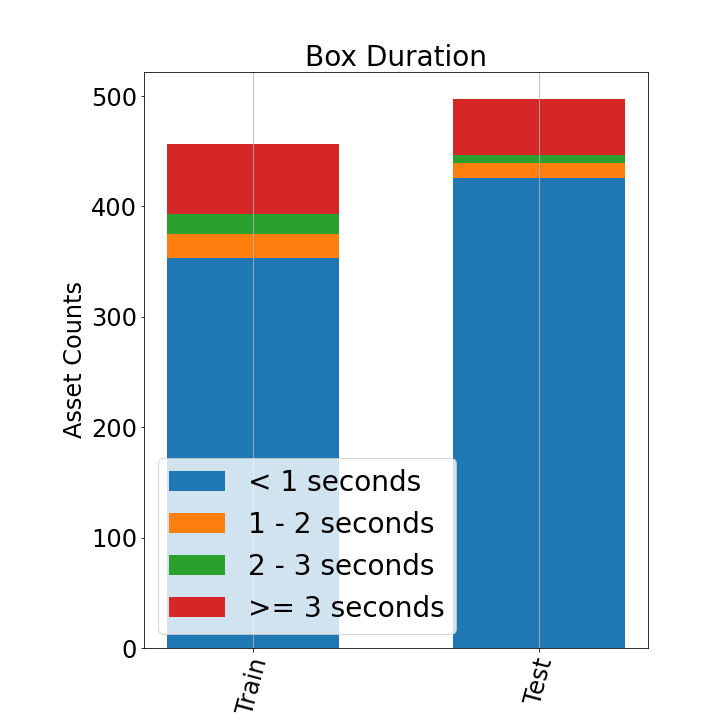 Box Duration
Asset Counts
500
400
300
200
100
0
< 1 seconds
1 - 2 seconds
2 - 3 seconds
>= 3 seconds
Train
Test